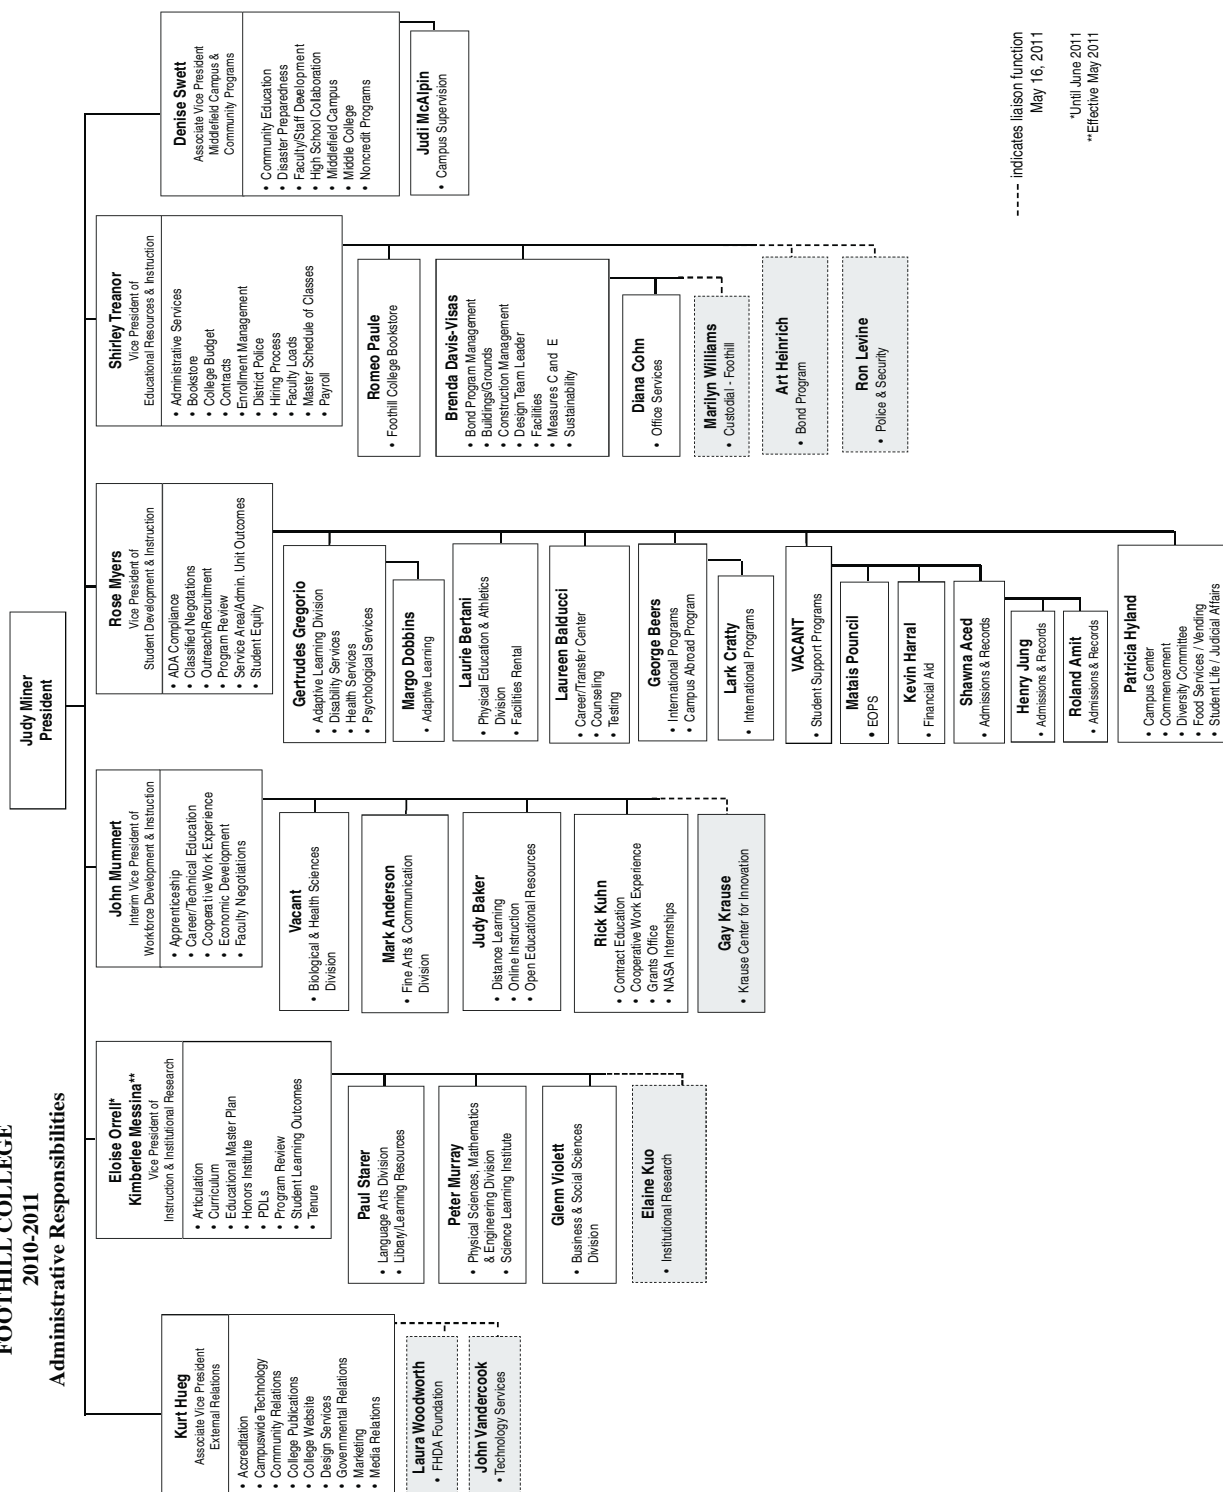 FOOTHILL COLLEGE
2010-2011
Administrative Responsibilities
Judy Miner
President
Kurt Hueg
Associate Vice President
External Relations
• Accreditation
• Campuswide Technology
• Community Relations
• College Publications
• College Website
• Design Services
• Governmental Relations
• Marketing
• Media Relations
Laura Woodworth
• FHDA Foundation
John Vandercook
• Technology Services
Eloise Orrell*
Kimberlee Messina**
Vice President of
Instruction & Institutional Research
• Articulation
• Curriculum
• Educational Master Plan
• Honors Institute
• PDLs
• Program Review
• Student Learning Outcomes
• Tenure
Paul Starer
• Language Arts Division
• Library/Learning Resources
Peter Murray
• Physical Sciences, Mathematics
& Engineering Division
• Science Learning Institute
Glenn Violett
• Business & Social Sciences
Division
Elaine Kuo
• Institutional Research
John Mummert
Interim Vice President of
Workforce Development & Instruction
• Apprenticeship
• Career/Technical Education
• Cooperative Work Experience
• Economic Development
• Faculty Negotiations
Vacant
• Biological & Health Sciences
Division
Mark Anderson
• Fine Arts & Communication
Division
Judy Baker
• Distance Learning
• Online Instruction
• Open Educational Resources
Rick Kuhn
• Contract Education
• Cooperative Work Experience
• Grants Office
• NASA Internships
Gay Krause
• Krause Center for Innovation
Rose Myers
Vice President of
Student Development & Instruction
• ADA Compliance
• Classified Negotations
• Outreach/Recruitment
• Program Review
• Service Area/Admin. Unit Outcomes
• Student Equity
Gertrudes Gregorio
• Adaptive Learning Division
• Disability Services
• Health Services
• Psychological Services
Margo Dobbins
• Adaptive Learning
Laurie Bertani
• Physical Education & Athletics
Division
• Facilities Rental
Laureen Balducci
• Career/Transfer Center
• Counseling
• Testing
George Beers
• International Programs
• Campus Abroad Program
Lark Cratty
• International Programs
VACANT
• Student Support Programs
Matais Pouncil
• EOPS
Kevin Harral
• Financial Aid
Shawna Aced
• Admissions & Records
Henry Jung
• Admissions & Records
Roland Amit
• Admissions & Records
Patricia Hyland
• Campus Center
• Commencement
• Diversity Committee
• Food Services / Vending
• Student Life / Judicial Affairs
Shirley Treanor
Vice President of
Educational Resources & Instruction
• Administrative Services
• Bookstore
• College Budget
• Contracts
• Enrollment Management
• District Police
• Hiring Process
• Faculty Loads
• Master Schedule of Classes
• Payroll
Romeo Paule
• Foothill College Bookstore
Brenda Davis-Visas
• Bond Program Management
• Buildings/Grounds
• Construction Management
• Design Team Leader
• Facilities
• Measures C and E
• Sustainability
Diana Cohn
• Office Services
Marilyn Williams
• Custodial - Foothill
Art Heinrich
• Bond Program
Ron Levine
• Police & Security
Denise Swett
Associate Vice President
Middlefield Campus &
Community Programs
• Community Education
• Disaster Preparedness
• Faculty/Staff Development
• High School Collaboration
• Middlefield Campus
• Middle College
• Noncredit Programs
Judi McAlpin
• Campus Supervision
---- indicates liaison function
May 16, 2011
*Until June 2011
**Effective May 2011